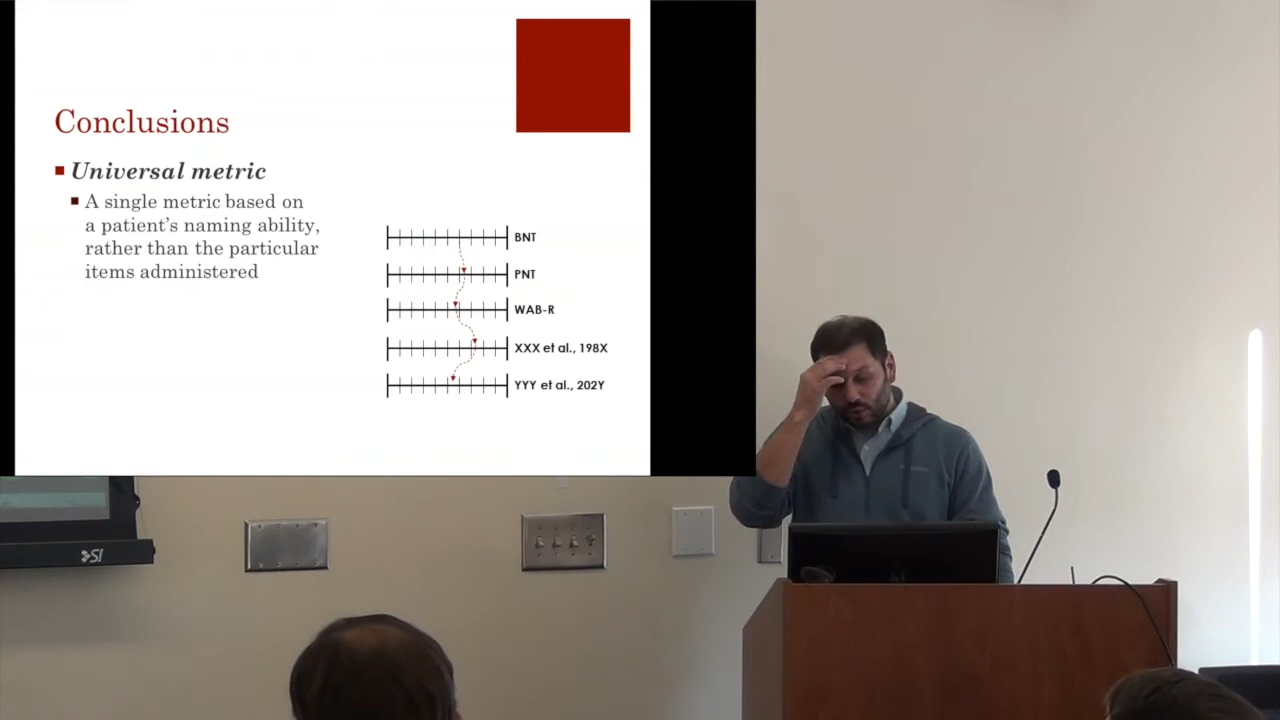 Conclusions
Universal metric
A single metric based on
a patient's naming ability,
rather than the particular
items administered
BNT
PNT
WAB-R
XXX et al., 198X
YYY et al., 202Y
SI